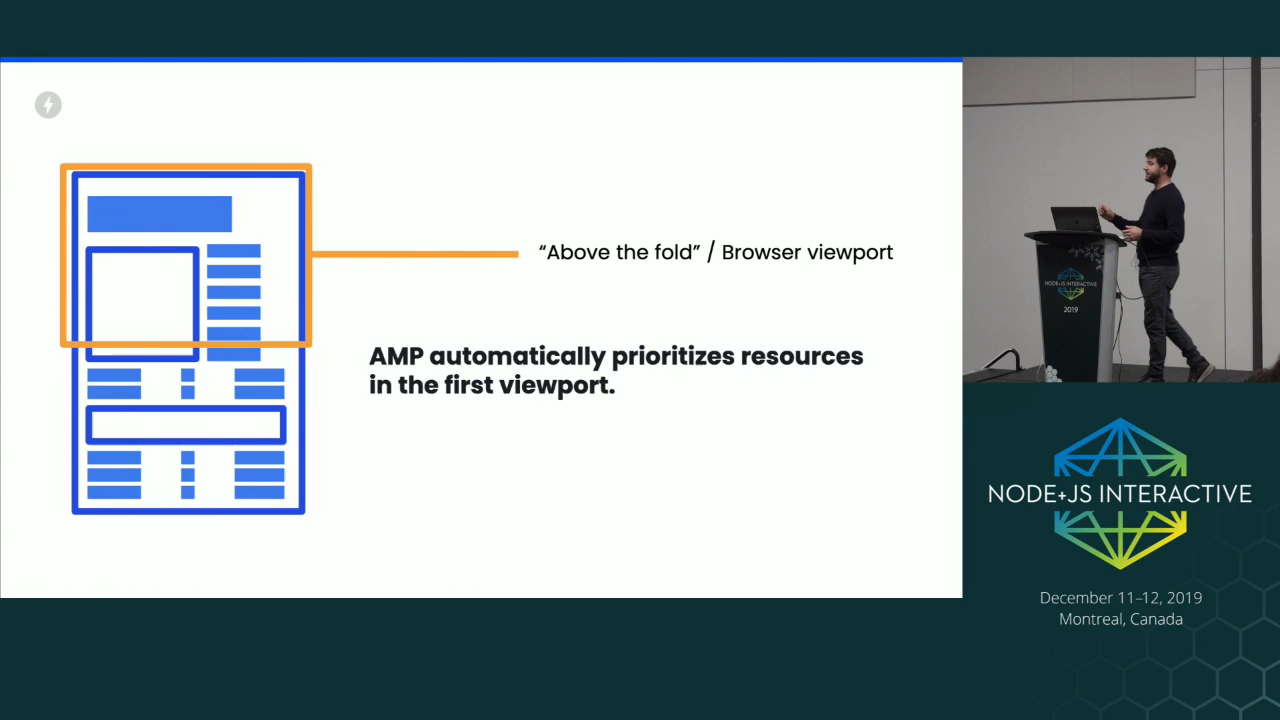 “Above the fold” / Browser viewport
AMP automatically prioritizes resources
in the first viewport.
NODE+JS INTERACTIVE
2019
NODE+JS INTERACTIVE
December 11–12, 2019
Montreal, Canada